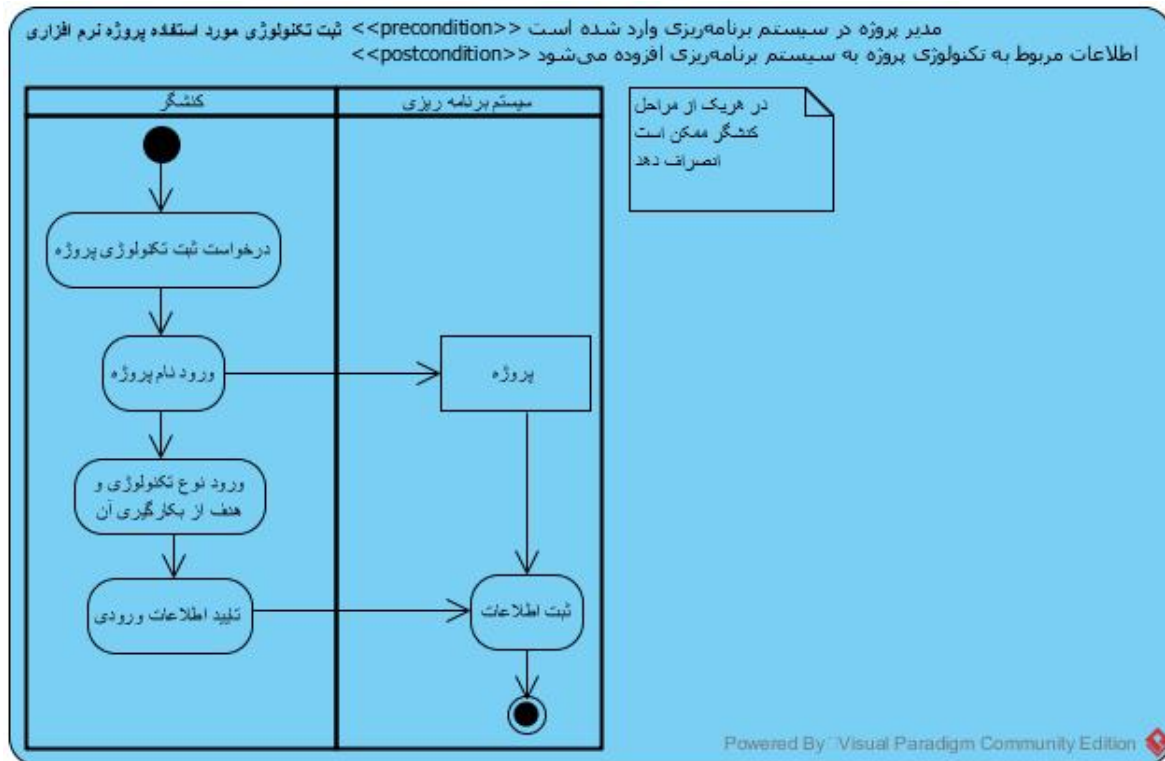 ثبت تکنولوژی مورد استفاده پروژه نرم افزاری <<precondition>> مدیر پروژه در سیستم برنامه‌ریزی وارد شده است
<<postcondition>> اطلاعات مربوط به تکنولوژی پروژه به سیستم برنامه‌ریزی افزوده می‌شود
کنشگر
سیستم برنامه ریزی
در هریک از مراحل
کنشگر ممکن است
انصراف دهد
درخواست ثبت تکنولوژی پروژه
ورود نام پروژه
پروژه
ورود نوع تکنولوژی و
هدف از بکارگیری آن
تایید اطلاعات ورودی
ثبت اطلاعات
Powered By Visual Paradigm Community Edition